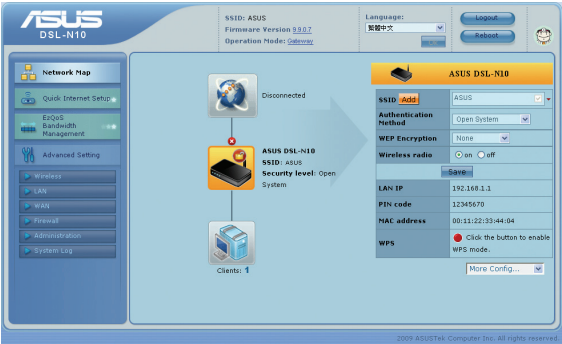 ASUS
DSL-N10
SSID: ASUS
Firmware Version 9.9.0.7
Operation Mode: Gateway
Language:
繁體中文
Logout
Reboot
Network Map
Quick Internet Setup
EzQoS
Bandwidth
Management
Advanced Setting
Wireless
LAN
WAN
Firewall
Administration
System Log
Disconnected
ASUS DSL-N10
SSID: ASUS
Security level: Open
System
Clients: 1
ASUS DSL-N10
SSID Add ASUS
Authentication
Method Open System
WEP Encryption None
Wireless radio on off
Save
LAN IP 192.168.1.1
PIN code 12345670
MAC address 00:11:22:33:44:04
WPS Click the button to enable
WPS mode.
More Config...
2009 ASUSTek Computer Inc. All rights reserved.